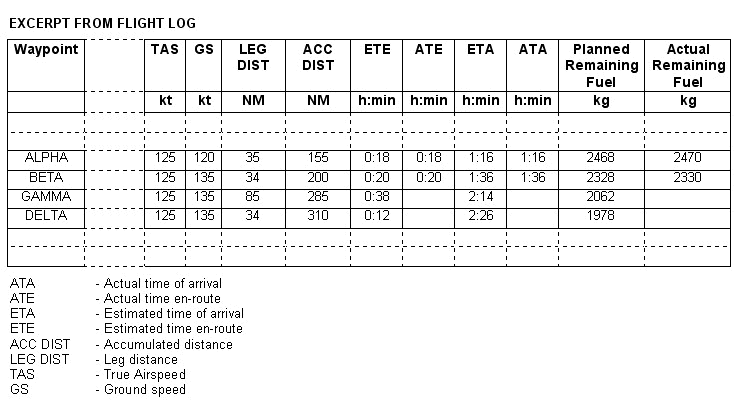 EXCERPT FROM FLIGHT LOG
Waypoint TAS GS LEG DIST ACC DIST ETE ATE ETA ATA Planned Remaining Fuel Actual Remaining Fuel
kt kt NM NM h:min h:min h:min h:min kg kg
ALPHA 125 120 35 155 0:18 0:18 1:16 1:16 2468 2470
BETA 125 135 34 200 0:20 0:20 1:36 1:36 2328 2330
GAMMA 125 135 85 285 0:38 2:14 2062
DELTA 125 135 34 310 0:12 2:26 1978
ATA - Actual time of arrival
ATE - Actual time en-route
ETA - Estimated time of arrival
ETE - Estimated time en-route
ACC DIST - Accumulated distance
LEG DIST - Leg distance
TAS - True Airspeed
GS - Ground speed